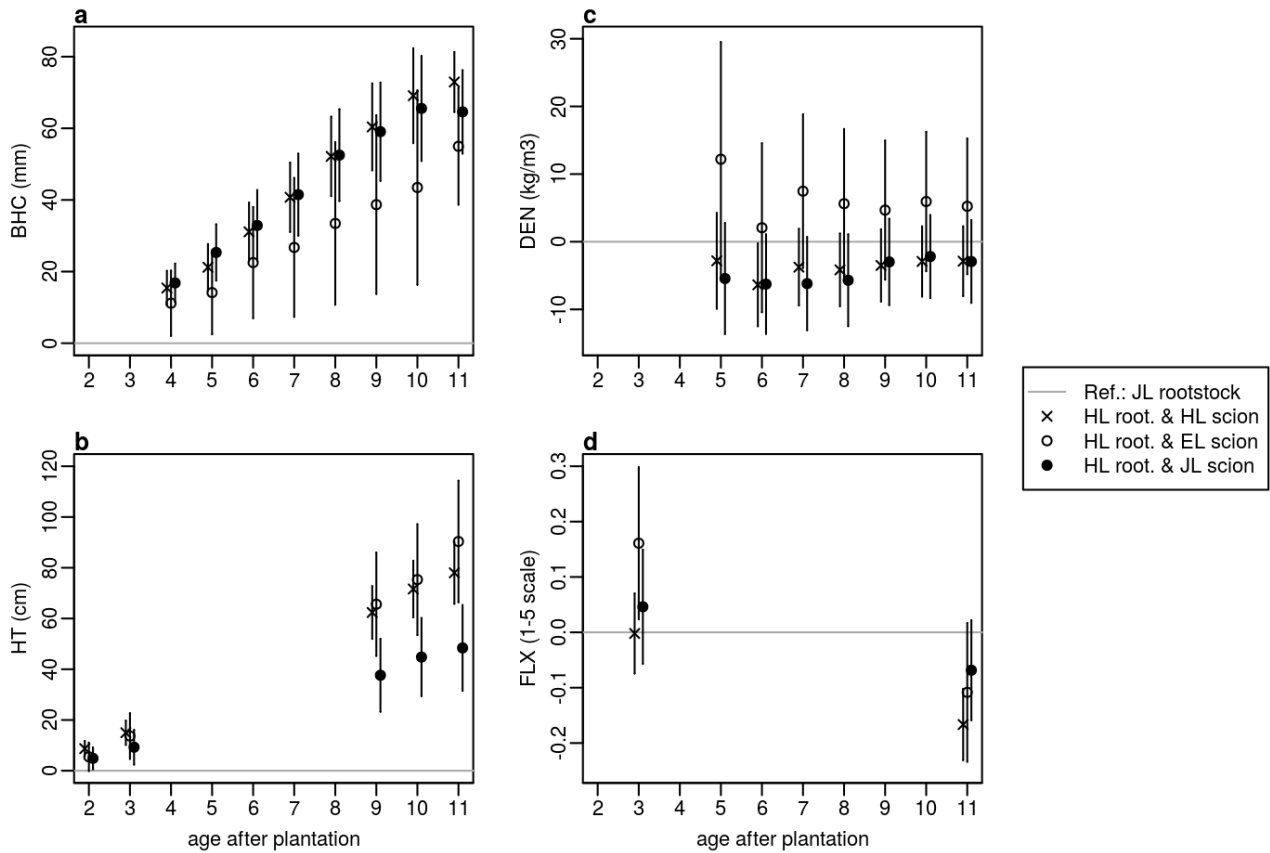 a
BHC (mm)
80
60
40
20
0
2 3 4 5 6 7 8 9 10 11
c
DEN (kg/m3)
30
20
10
0
-10
2 3 4 5 6 7 8 9 10 11
b
HT (cm)
120
100
80
60
40
20
0
2 3 4 5 6 7 8 9 10 11
age after plantation
d
FLX (1-5 scale)
0.3
0.2
0.1
0.0
-0.1
-0.2
2 3 4 5 6 7 8 9 10 11
age after plantation
Ref.: JL rootstock
HL root. & HL scion
HL root. & EL scion
HL root. & JL scion